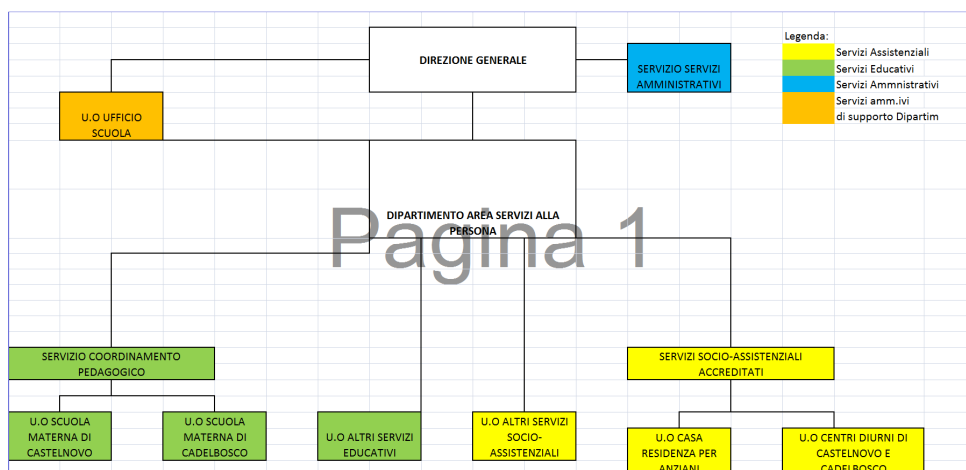 Legenda:
DIREZIONE GENERALE
SERVIZIO SERVIZI
AMMINISTRATIVI
Servizi Assistenziali
Servizi Educativi
Servizi Ammnistrativi
Servizi amm.ivi
di supporto Dipartim
U.O UFFICIO
SCUOLA
DIPARTIMENTO AREA SERVIZI ALLA
PERSONA
Pagina 1
SERVIZIO COORDINAMENTO
PEDAGOGICO
SERVIZI SOCIO-ASSISTENZIALI
ACCREDITATI
U.O SCUOLA
MATERNA DI
CASTELNOVO
U.O SCUOLA
MATERNA DI
CADELBOSCO
U.O ALTRI SERVIZI
EDUCATIVI
U.O ALTRI SERVIZI
SOCIO-
ASSISTENZIALI
U.O CASA
RESIDENZA PER
ANZIANI
U.O CENTRI DIURNI DI
CASTELNOVO E
CADELBOSCO